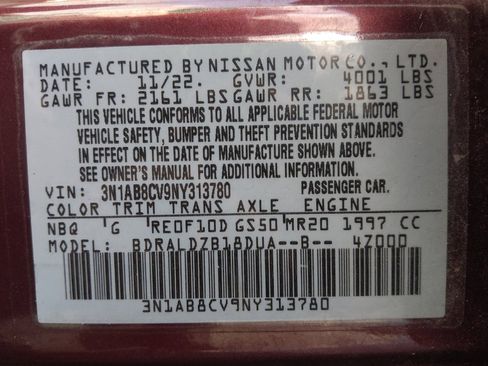 MANUFACTURED BY NISSAN MOTOR CO., LTD.
DATE: 11/22. GVWR: 4001 LBS
GAWR FR: 2161 LBS GAWR RR: 1863 LBS
THIS VEHICLE CONFORMS TO ALL APPLICABLE FEDERAL MOTOR
VEHICLE SAFETY, BUMPER AND THEFT PREVENTION STANDARDS
IN EFFECT ON THE DATE OF MANUFACTURE SHOWN ABOVE.
SEE OWNER'S MANUAL FOR ADDITIONAL INFORMATION.
VIN: 3N1AB8CV9NY313780 PASSENGER CAR.
COLOR TRIM TRANS AXLE ENGINE
NBQ G RE0F10D GS50 MR20 1997 CC
MODEL: BDRALDZB18DUA--B-- 4Z000
3N1AB8CV9NY313780